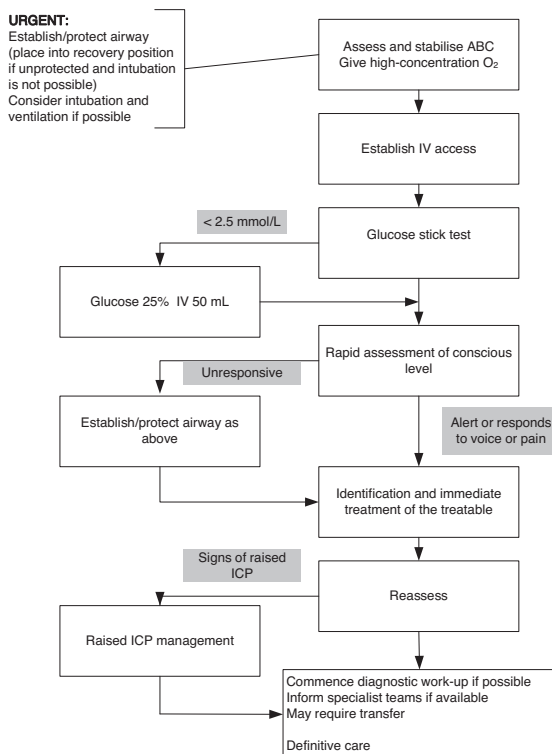 URGENT:
Establish/protect airway
(place into recovery position
if unprotected and intubation
is not possible)
Consider intubation and
ventilation if possible
Assess and stabilise ABC
Give high-concentration O₂
Establish IV access
< 2.5 mmol/L
Glucose stick test
Glucose 25% IV 50 mL
Rapid assessment of conscious
level
Unresponsive
Establish/protect airway as
above
Alert or responds
to voice or pain
Identification and immediate
treatment of the treatable
Signs of raised
ICP
Reassess
Raised ICP management
Commence diagnostic work-up if possible
Inform specialist teams if available
May require transfer
Definitive care